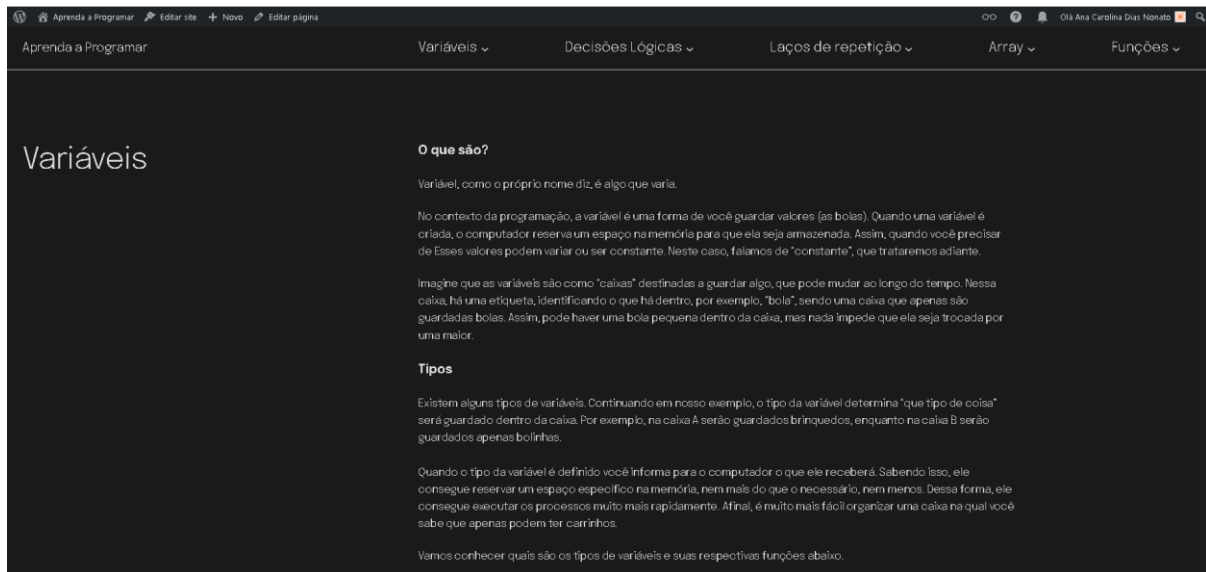 Aprenda a Programar Editar site Novo Editar página Olá Ana Carolina Dias Nonato
Aprenda a Programar Variáveis Decisões Lógicas Laços de repetição Array Funções
Variáveis
O que são?
Variável, como o próprio nome diz, é algo que varia.
No contexto da programação, a variável é uma forma de você guardar valores (as bolas). Quando uma variável é
criada, o computador reserva um espaço na memória para que ela seja armazenada. Assim, quando você precisar
de Esses valores podem variar ou ser constante. Neste caso, falamos de “constante”, que trataremos adiante.
Imagine que as variáveis são como “caixas” destinadas a guardar algo, que pode mudar ao longo do tempo. Nessa
caixa, há uma etiqueta, identificando o que há dentro, por exemplo, “bola”, sendo uma caixa que apenas são
guardadas bolas. Assim, pode haver uma bola pequena dentro da caixa, mas nada impede que ela seja trocada por
uma maior.
Tipos
Existem alguns tipos de variáveis. Continuando em nosso exemplo, o tipo da variável determina “que tipo de coisa”
será guardado dentro da caixa. Por exemplo, na caixa A serão guardados brinquedos, enquanto na caixa B serão
guardados apenas bolinhas.
Quando o tipo da variável é definido você informa para o computador o que ele receberá. Sabendo isso, ele
consegue reservar um espaço específico na memória, nem mais do que o necessário, nem menos. Dessa forma, ele
consegue executar os processos muito mais rapidamente. Afinal, é muito mais fácil organizar uma caixa na qual você
sabe que apenas podem ter carrinhos.
Vamos conhecer quais são os tipos de variáveis e suas respectivas funções abaixo.